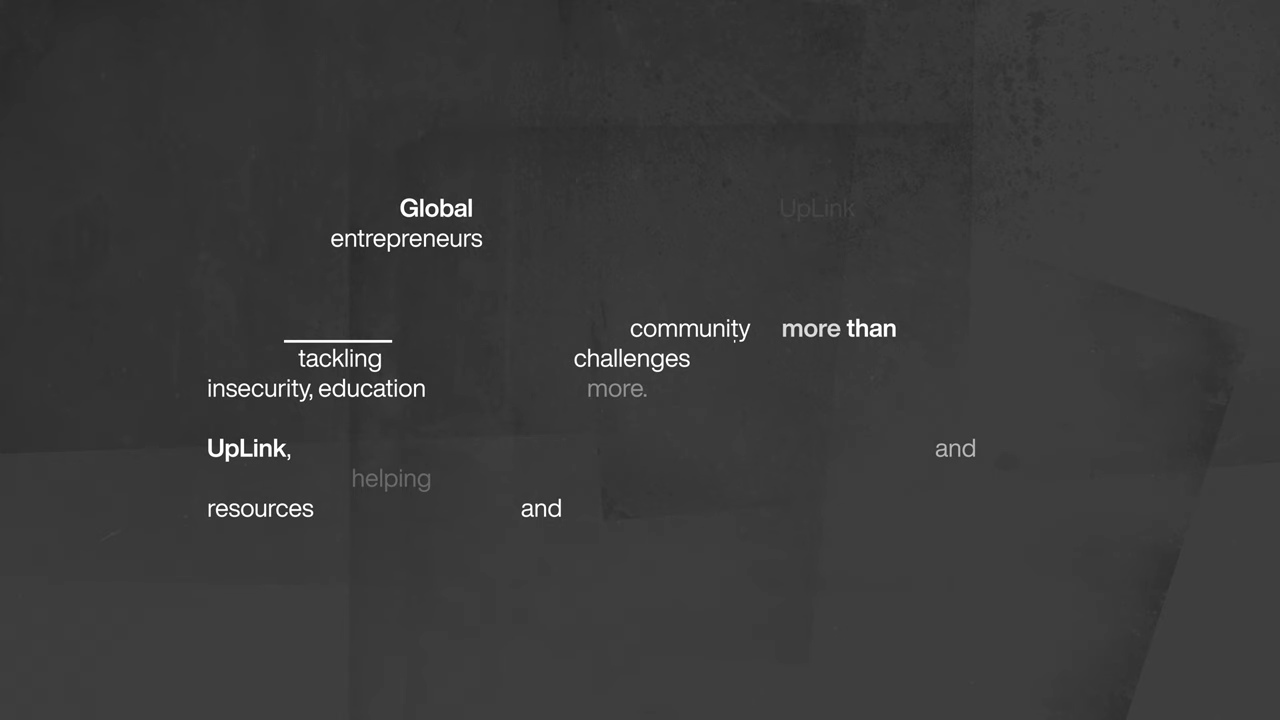 Global UpLink
entrepreneurs
community more than
tackling challenges
insecurity, education more.
UpLink, and
helping
resources and